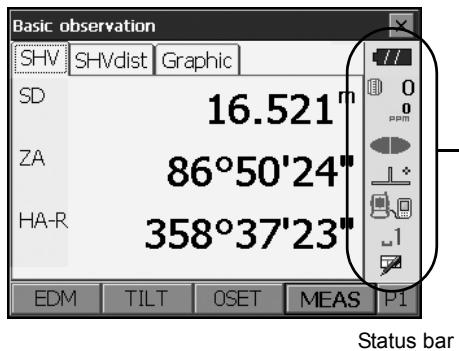 Basic observation
SHV SHVdist Graphic
SD 16.521 m
ZA 86°50'24"
HA-R 358°37'23"
0
0
ppm
1
EDM TILT 0SET MEAS P1
Status bar